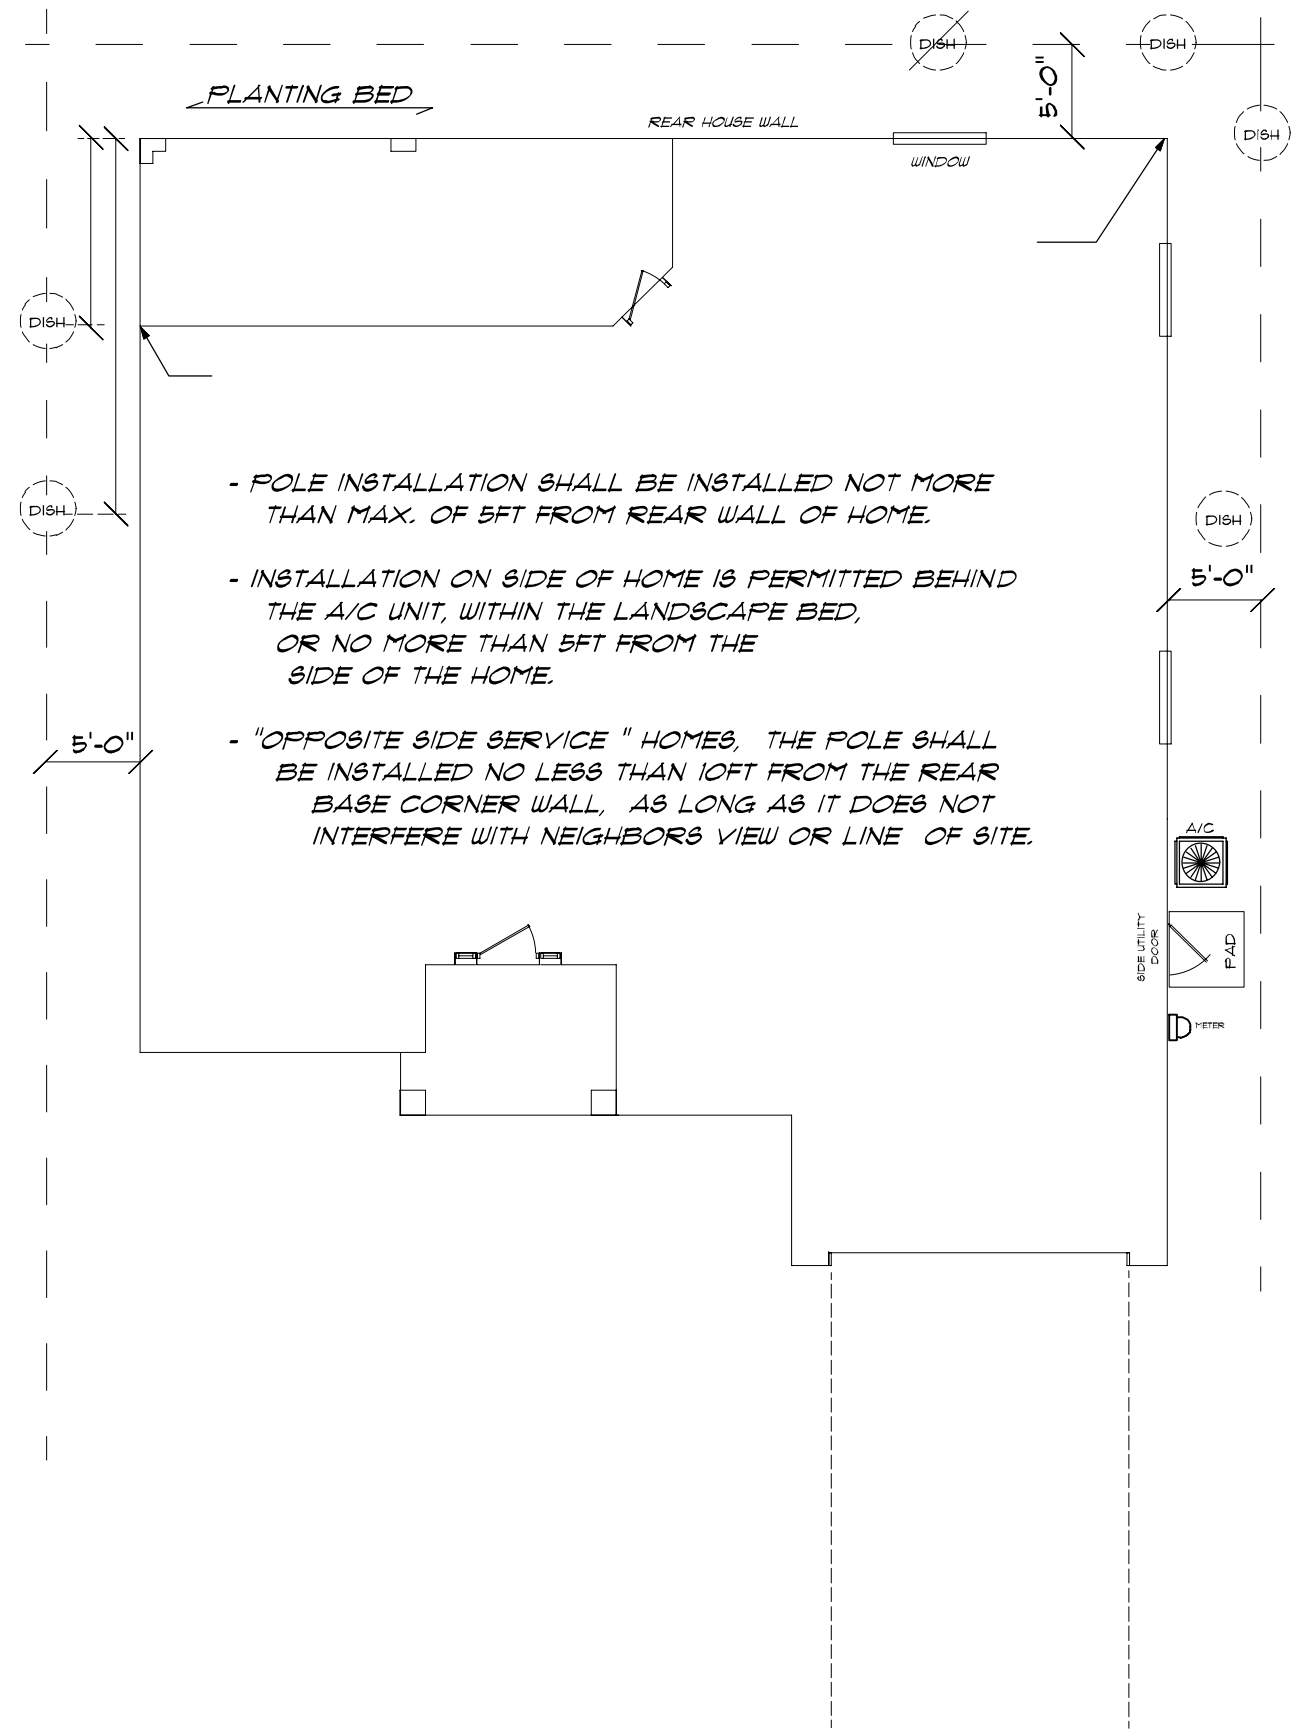 DISH
DISH
5'-0"
PLANTING BED
REAR HOUSE WALL
DISH
WINDOW
DISH
- POLE INSTALLATION SHALL BE INSTALLED NOT MORE
THAN MAX. OF 5FT FROM REAR WALL OF HOME.
DISH
DISH
- INSTALLATION ON SIDE OF HOME IS PERMITTED BEHIND
5'-0"
THE A/C UNIT, WITHIN THE LANDSCAPE BED,
OR NO MORE THAN 5FT FROM THE
SIDE OF THE HOME.
5'-0"
- "OPPOSITE SIDE SERVICE " HOMES, THE POLE SHALL
BE INSTALLED NO LESS THAN 10FT FROM THE REAR
BASE CORNER WALL, AS LONG AS IT DOES NOT
INTERFERE WITH NEIGHBORS VIEW OR LINE OF SITE.
A/C
SIDE UTILITY
DOOR
PAD
METER